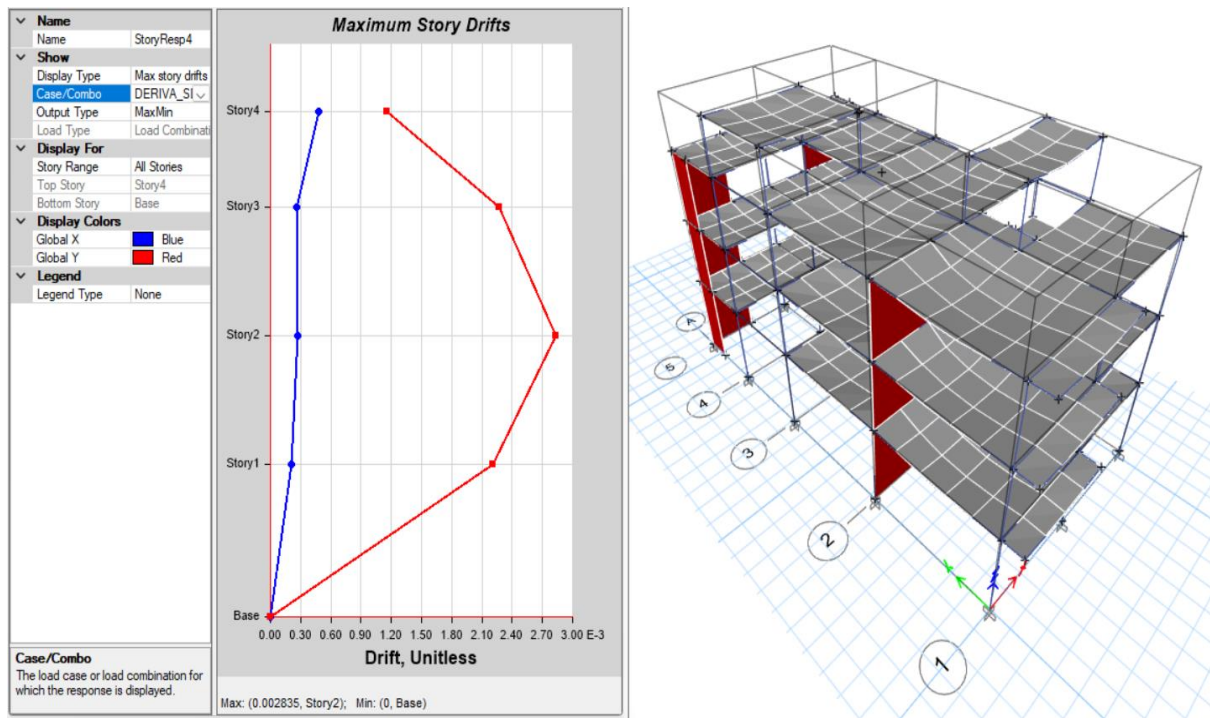 Name
Name StoryResp4
Show
Display Type Max story drifts
Case/Combo DERIVA_SI
Output Type MaxMin
Load Type Load Combinati
Display For
Story Range All Stories
Top Story Story4
Bottom Story Base
Display Colors
Global X Blue
Global Y Red
Legend
Legend Type None
Case/Combo
The load case or load combination for
which the response is displayed.
Maximum Story Drifts
Story4
Story3
Story2
Story1
Base
0.00 0.30 0.60 0.90 1.20 1.50 1.80 2.10 2.40 2.70 3.00 E-3
Drift, Unitless
Max: (0.002835, Story2); Min: (0, Base)
A
5
4
3
2
1